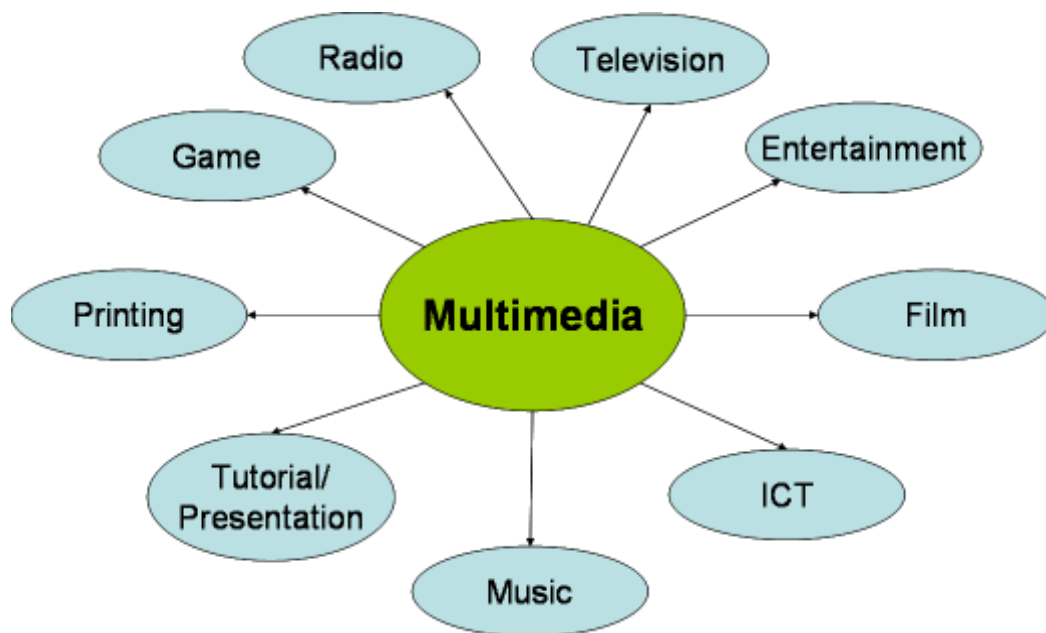 Radio
Television
Game
Entertainment
Printing
Multimedia
Film
Tutorial/
Presentation
ICT
Music